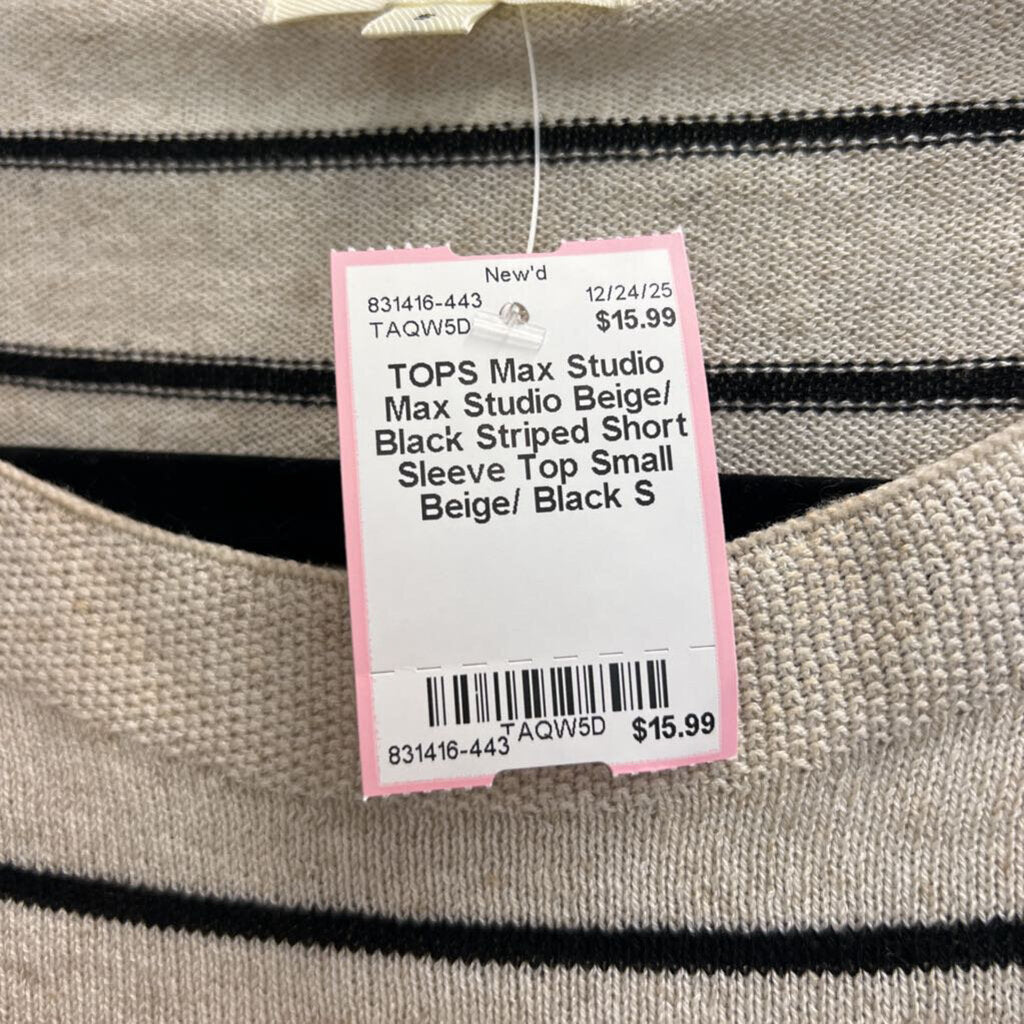 New'd
831416-443 12/24/25
TAQW5D $15.99
TOPS Max Studio
Max Studio Beige/
Black Striped Short
Sleeve Top Small
Beige/ Black S
TAQW5D $15.99
831416-443